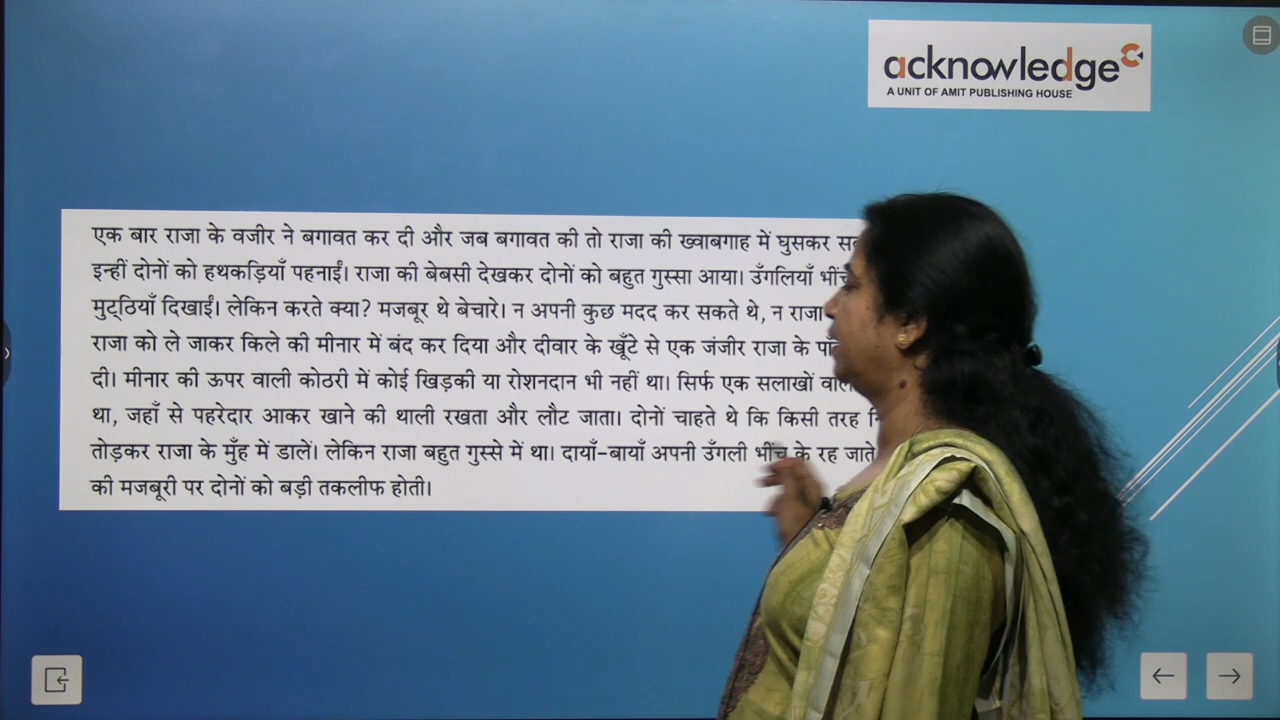 acknowledge
A UNIT OF AMIT PUBLISHING HOUSE
एक बार राजा के वजीर ने बगावत कर दी और जब बगावत की तो राजा की ख्वाबगाह में घुसकर
इन्हीं दोनों को हथकड़ियाँ पहनाईं। राजा की बेबसी देखकर दोनों को बहुत गुस्सा आया। उँगलियाँ
मुट्ठियाँ दिखाईं। लेकिन करते क्या? मजबूर थे बेचारे। न अपनी कुछ मदद कर सकते थे, न राजा
राजा को ले जाकर किले की मीनार में बंद कर दिया और दीवार के खूँटे से एक जंजीर राजा के
दी। मीनार की ऊपर वाली कोठरी में कोई खिड़की या रोशनदान भी नहीं था। सिर्फ एक सलाखों
था, जहाँ से पहरेदार आकर खाने की थाली रखता और लौट जाता। दोनों चाहते थे कि किसी तरह
तोड़कर राजा के मुँह में डालें। लेकिन राजा बहुत गुस्से में था। दायाँ-बायाँ अपनी उँगली भींच के रह जाते
की मजबूरी पर दोनों को बड़ी तकलीफ होती।